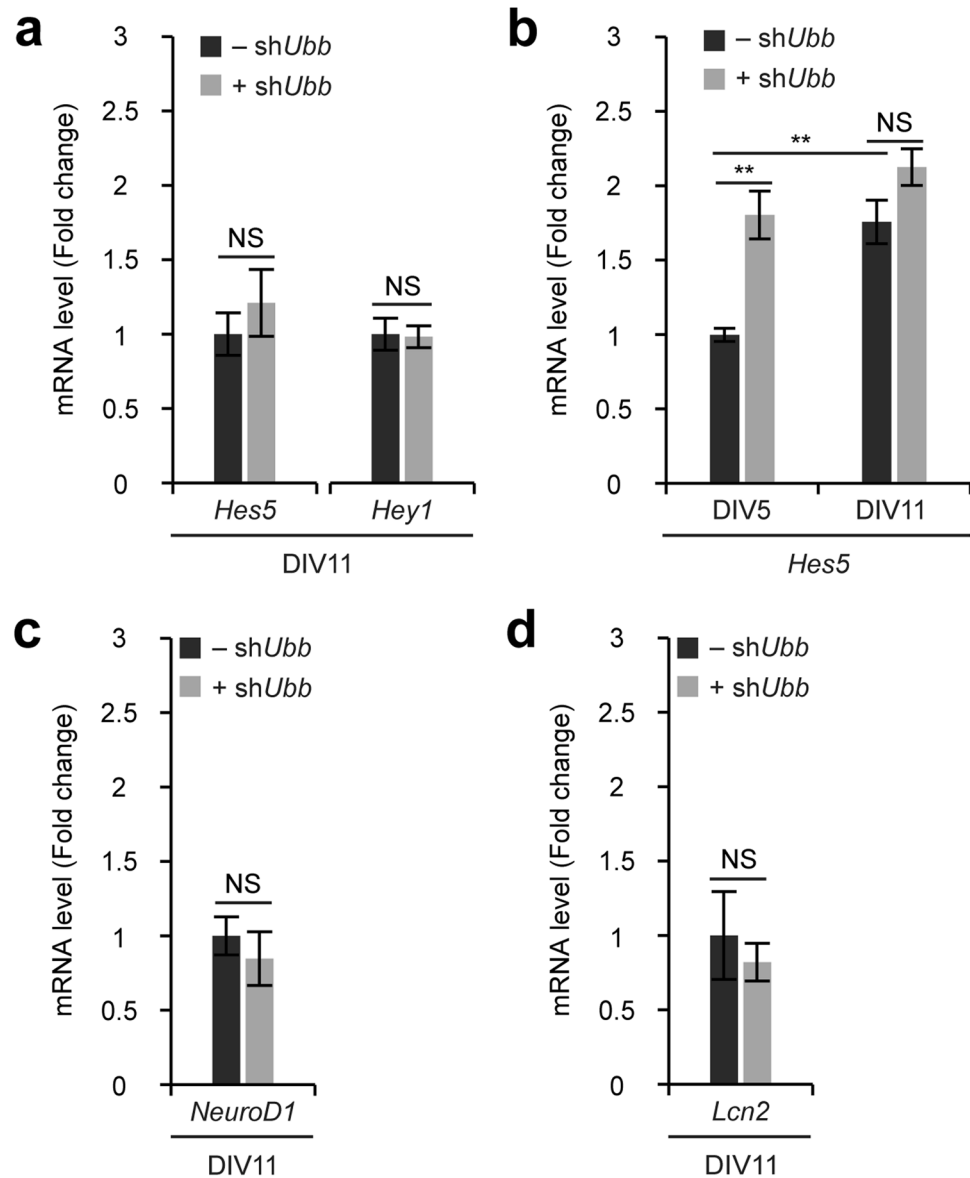 a
3
2.5
2
1.5
1
0.5
0
mRNA level (Fold change)
– shUbb
+ shUbb
NS
NS
Hes5
Hey1
DIV11
b
3
2.5
2
1.5
1
0.5
0
mRNA level (Fold change)
– shUbb
+ shUbb
**
**
NS
DIV5
DIV11
Hes5
c
3
2.5
2
1.5
1
0.5
0
mRNA level (Fold change)
– shUbb
+ shUbb
NS
NeuroD1
DIV11
d
3
2.5
2
1.5
1
0.5
0
mRNA level (Fold change)
– shUbb
+ shUbb
NS
Lcn2
DIV11